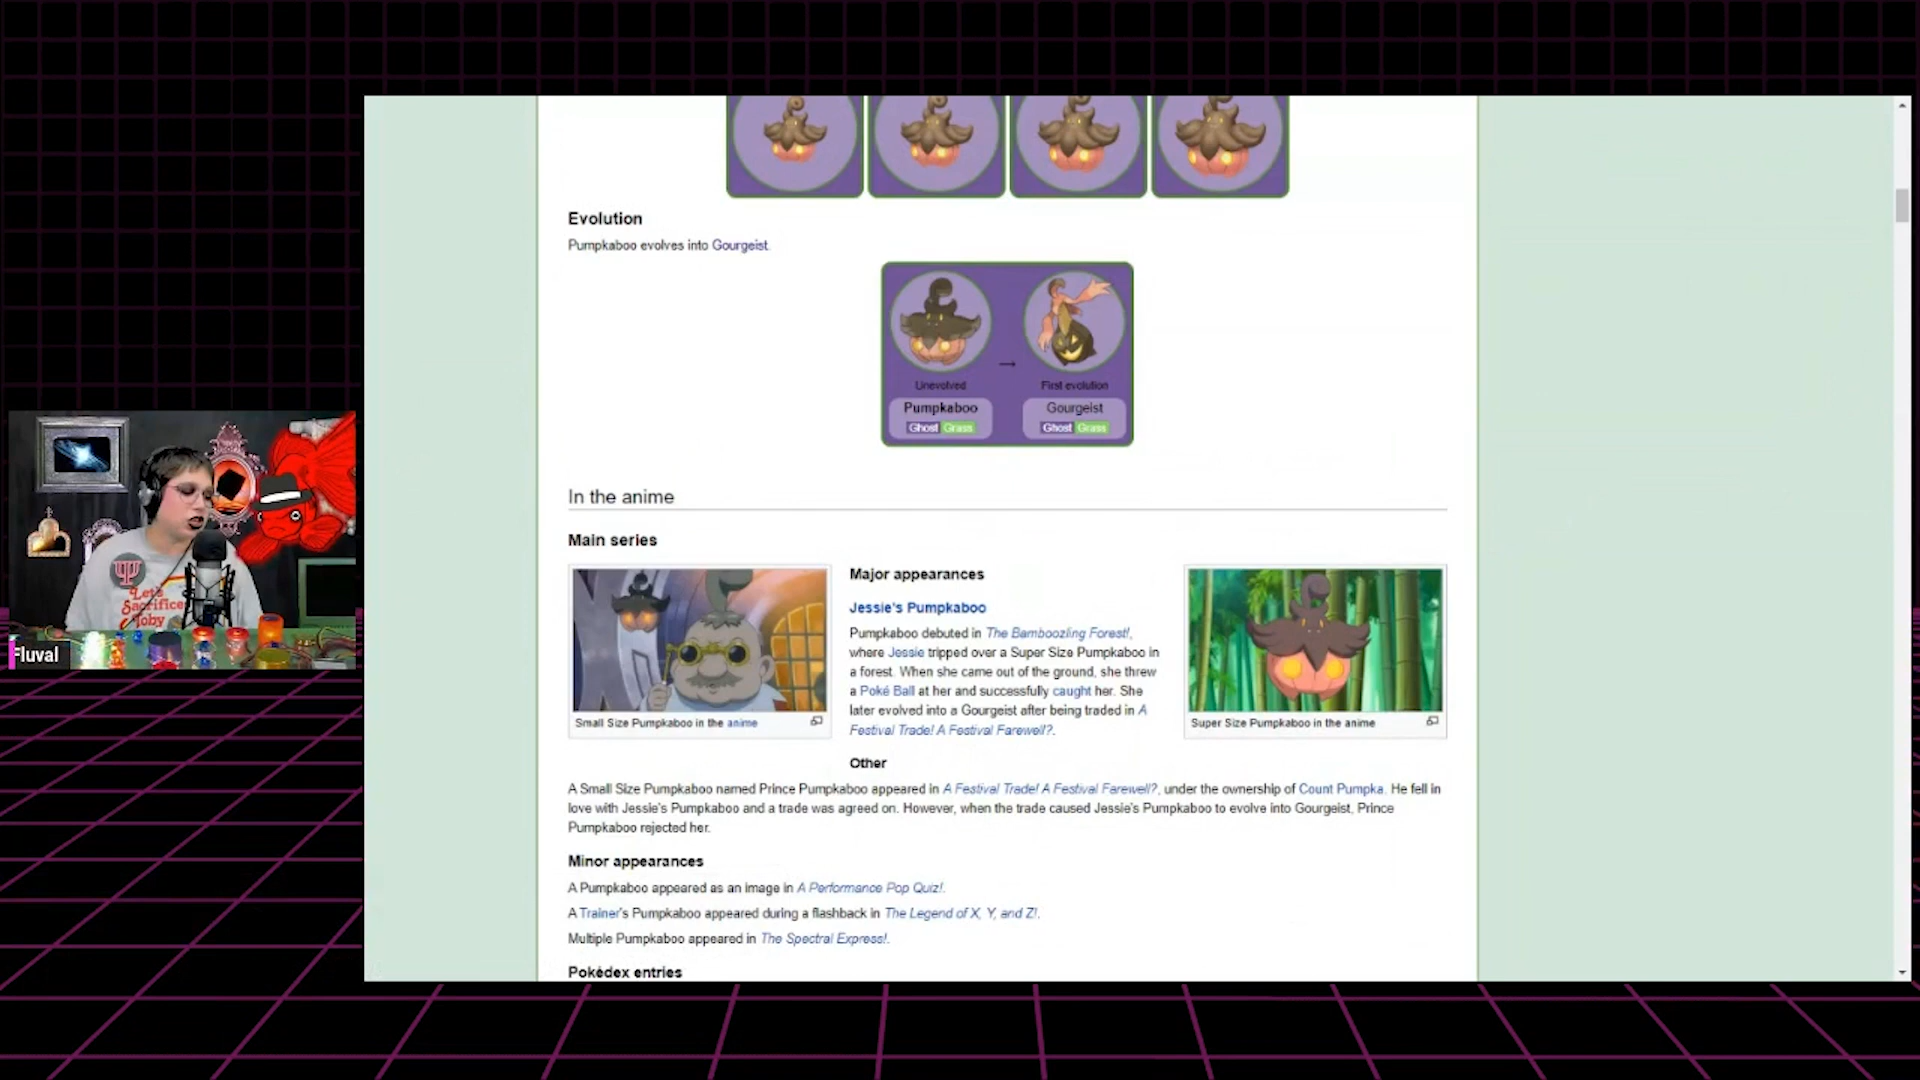 Evolution
Pumpkaboo evolves into Gourgeist.
Unevolved
First evolution
Pumpkaboo
Gourgeist
Ghost Grass
Ghost Grass
In the anime
Main series
Small Size Pumpkaboo in the anime
Major appearances
Jessie's Pumpkaboo
Pumpkaboo debuted in The Bamboozling Forest!,
where Jessie tripped over a Super Size Pumpkaboo in
a forest. When she came out of the ground, she threw
a Poké Ball at her and successfully caught her. She
later evolved into a Gourgeist after being traded in A
Festival Trade! A Festival Farewell?.
Super Size Pumpkaboo in the anime
Other
A Small Size Pumpkaboo named Prince Pumpkaboo appeared in A Festival Trade! A Festival Farewell?, under the ownership of Count Pumpka. He fell in
love with Jessie's Pumpkaboo and a trade was agreed on. However, when the trade caused Jessie's Pumpkaboo to evolve into Gourgeist, Prince
Pumpkaboo rejected her.
Minor appearances
A Pumpkaboo appeared as an image in A Performance Pop Quiz!.
A Trainer's Pumpkaboo appeared during a flashback in The Legend of X, Y, and Z!.
Multiple Pumpkaboo appeared in The Spectral Express!.
Pokédex entries
Let's
Sacrifice
Toby
Fluval